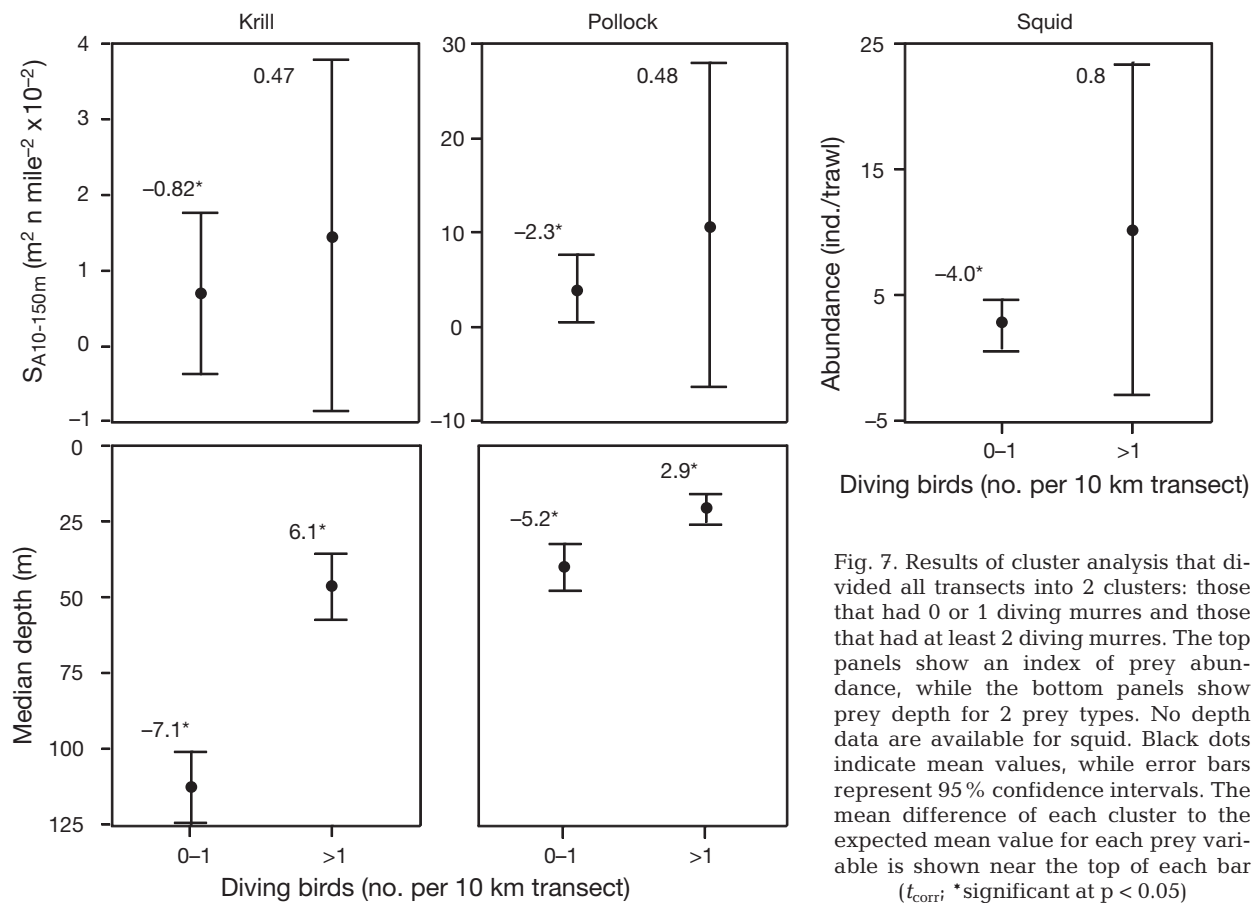 Krill
Pollock
Squid
S_A10-150m (m² n mile⁻² x 10⁻²)
4
3
2
1
0
–1
–0.82*
0.47
30
20
10
0
–10
–2.3*
0.48
Abundance (ind./trawl)
25
15
5
–5
–4.0*
0.8
0–1
>1
Diving birds (no. per 10 km transect)
Median depth (m)
0
25
50
75
100
125
–7.1*
6.1*
–5.2*
2.9*
0–1
>1
0–1
>1
Diving birds (no. per 10 km transect)
Fig. 7. Results of cluster analysis that di-
vided all transects into 2 clusters: those
that had 0 or 1 diving murres and those
that had at least 2 diving murres. The top
panels show an index of prey abun-
dance, while the bottom panels show
prey depth for 2 prey types. No depth
data are available for squid. Black dots
indicate mean values, while error bars
represent 95 % confidence intervals. The
mean difference of each cluster to the
expected mean value for each prey vari-
able is shown near the top of each bar
(t_corr; *significant at p < 0.05)